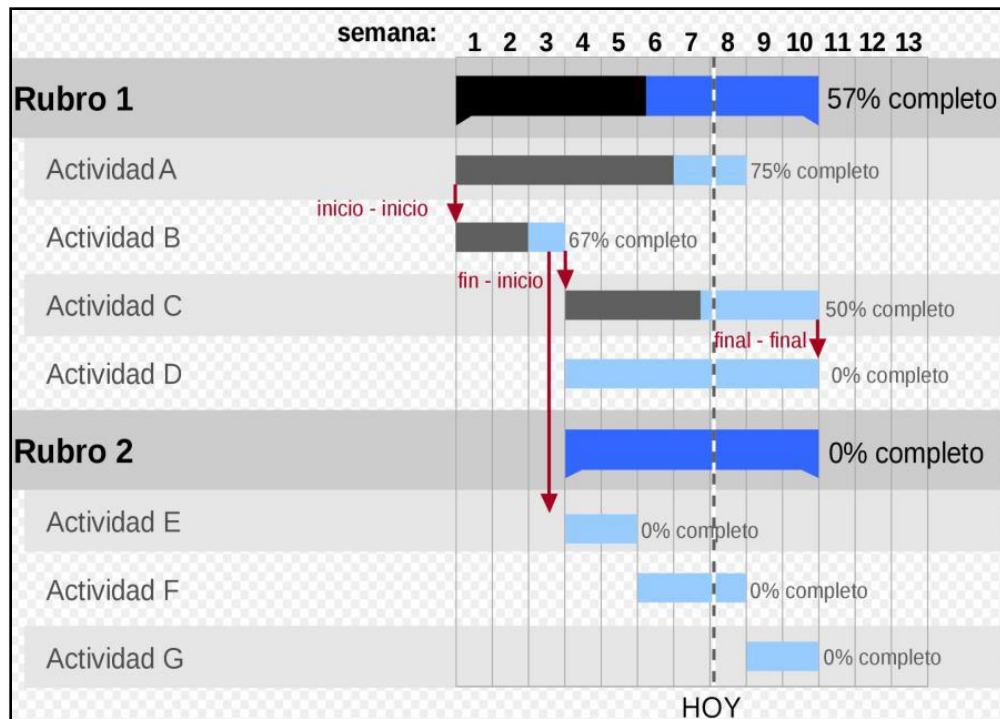 semana: 1 2 3 4 5 6 7 8 9 10 11 12 13
Rubro 1 57% completo
Actividad A 75% completo
inicio - inicio
Actividad B 67% completo
fin - inicio
Actividad C 50% completo
final - final
Actividad D 0% completo
Rubro 2 0% completo
Actividad E 0% completo
Actividad F 0% completo
Actividad G 0% completo
HOY